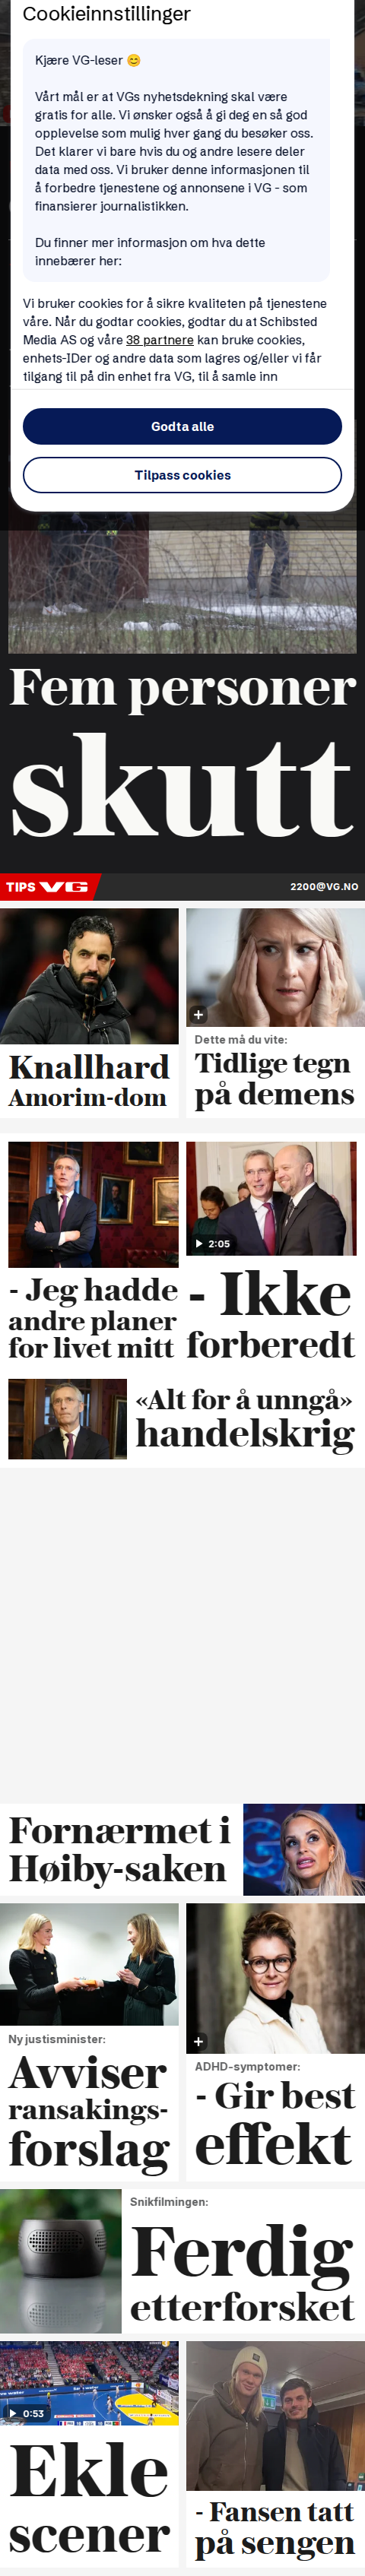 Cookieinnstillinger
Kjære VG-leser 😊
Vårt mål er at VGs nyhetsdekning skal være
gratis for alle. Vi ønsker også å gi deg en så god
opplevelse som mulig hver gang du besøker oss.
Det klarer vi bare hvis du og andre lesere deler
data med oss. Vi bruker denne informasjonen til
å forbedre tjenestene og annonsene i VG - som
finansierer journalistikken.
Du finner mer informasjon om hva dette
innebærer her:
Vi bruker cookies for å sikre kvaliteten på tjenestene
våre. Når du godtar cookies, godtar du at Schibsted
Media AS og våre 38 partnere kan bruke cookies,
enhets-IDer og andre data som lagres og/eller vi får
tilgang til på din enhet fra VG, til å samle inn
Godta alle
Tilpass cookies
Fem personer
skutt
TIPS VG
2200@VG.NO
Knallhard
Amorim-dom
Dette må du vite:
Tidlige tegn
på demens
- Jeg hadde
andre planer
for livet mitt
2:05
- Ikke
forberedt
«Alt for å unngå»
handelskrig
Fornærmet i
Høiby-saken
Ny justisminister:
Avviser
ransakings-
forslag
ADHD-symptomer:
- Gir best
effekt
Snikfilmingen:
Ferdig
etterforsket
0:53
Ekle
scener
- Fansen tatt
på sengen